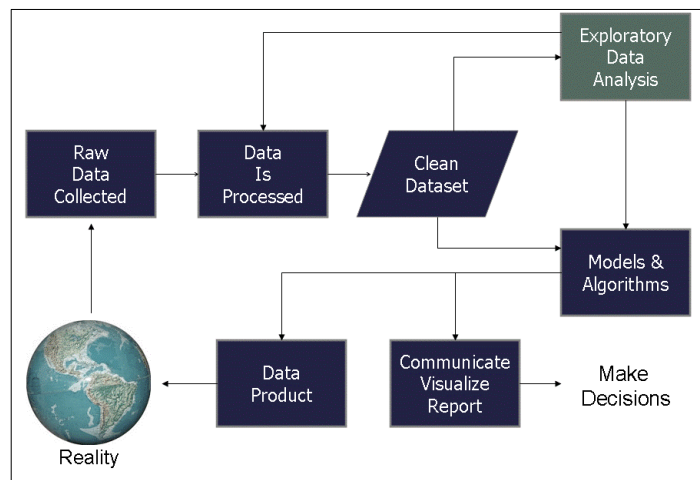 Exploratory
Data
Analysis
Raw
Data
Collected
Data
Is
Processed
Clean
Dataset
Models &
Algorithms
Data
Product
Communicate
Visualize
Report
Make
Decisions
Reality